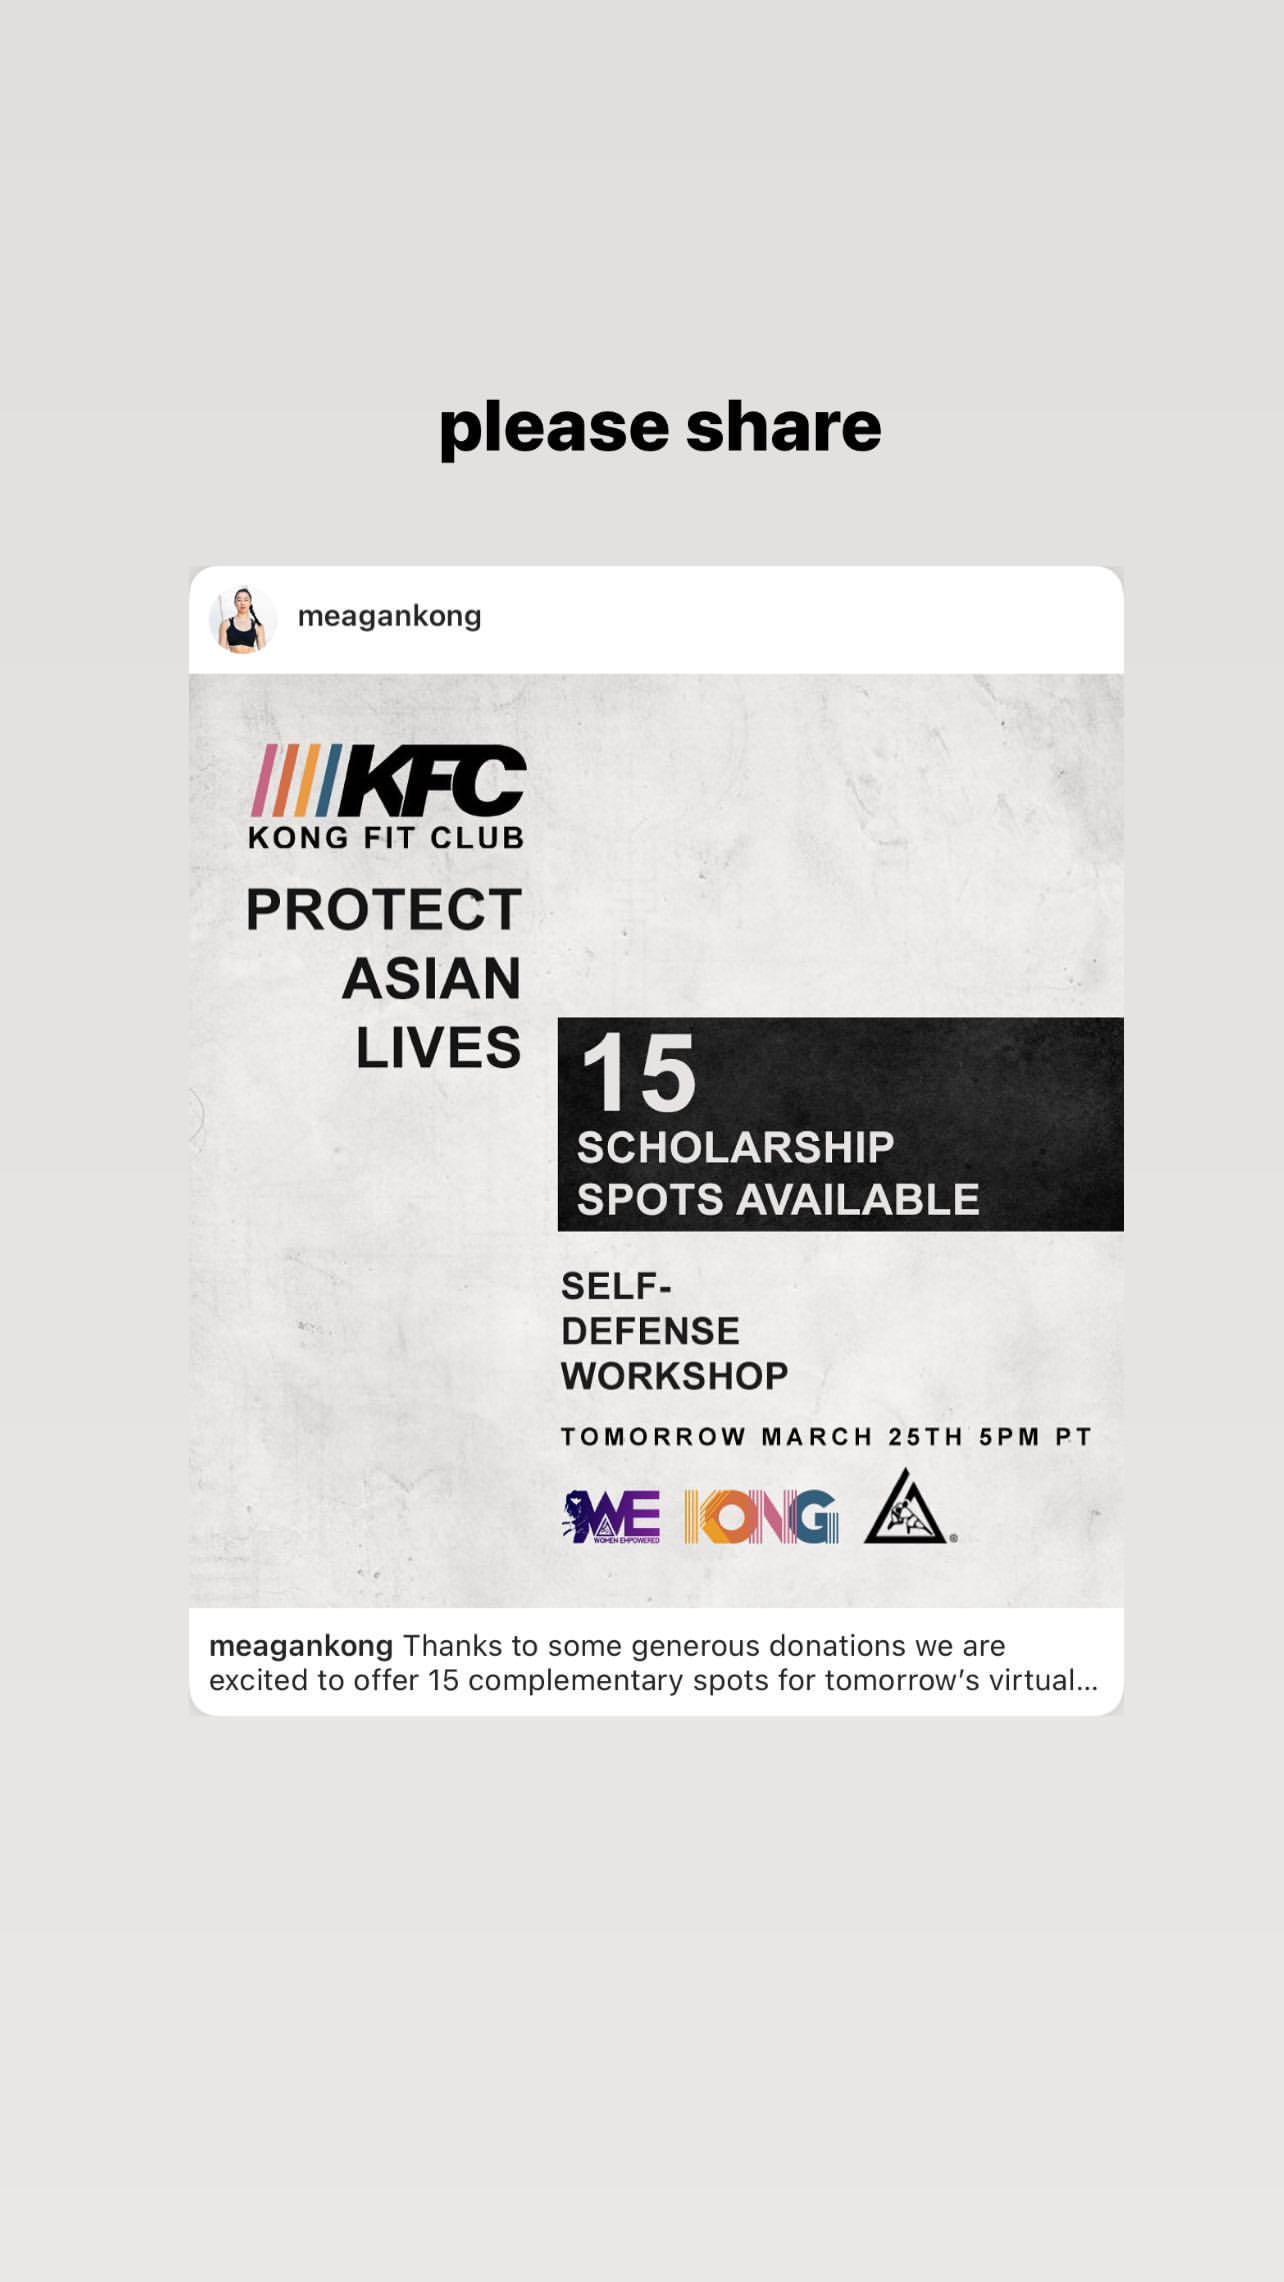 please share
meagankong
KFC
KONG FIT CLUB
PROTECT
ASIAN
LIVES
15
SCHOLARSHIP
SPOTS AVAILABLE
SELF-
DEFENSE
WORKSHOP
TOMORROW MARCH 25TH 5PM PT
WE
WOMEN EMPOWERED
KONG
®
meagankong Thanks to some generous donations we are
excited to offer 15 complementary spots for tomorrow’s virtual...